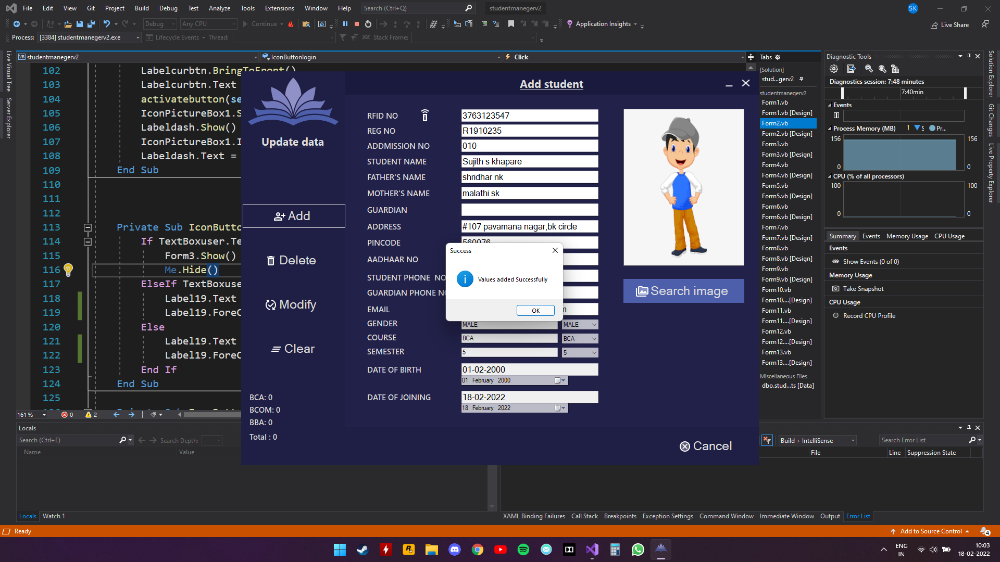 File Edit View Git Project Build Debug Test Analyze Tools Extensions Window Help Search (Ctrl+Q) studentmanegerv2 SK
Debug Any CPU Continue Application Insights Live Share
Process: [3384] studentmanegerv2.exe Lifecycle Events Thread: Stack Frame:
Live Visual Tree
Server Explorer
studentmanegerv2 IconButtonlogin Click
102 Labelcurbtn.BringToFront()
103 Labelcurbtn.Text
104 activatebutton(se
105 IconPictureBox1.S
106 Labeldash.Show()
107 IconPictureBox1.I
108 Labeldash.Text =
109 End Sub
110
111
112
113 Private Sub IconButto
114 If TextBoxuser.Te
115 Form3.Show()
116 Me.Hide()
117 ElseIf TextBoxuse
118 Label19.Text
119 Label19.ForeC
120 Else
121 Label19.Text
122 Label19.ForeC
123 End If
124 End Sub
125
161 % 0 2
Update data
Add
Delete
Modify
Clear
BCA: 0
BCOM: 0
BBA: 0
Total : 0
Add student
RFID NO 3763123547
REG NO R1910235
ADDMISSION NO 010
STUDENT NAME Sujith s khapare
FATHER'S NAME shridhar nk
MOTHER'S NAME malathi sk
GUARDIAN
ADDRESS #107 pavamana nagar,bk circle
PINCODE 560076
AADHAAR NO
STUDENT PHONE NO
GUARDIAN PHONE NO
EMAIL m
GENDER MALE MALE
COURSE BCA BCA
SEMESTER 5 5
DATE OF BIRTH 01-02-2000
01 February 2000
DATE OF JOINING 18-02-2022
18 February 2022
Search image
Cancel
Success
Values added Successfully
OK
Tabs
[Solution]
stud...gerv2
studentmanegerv2
Form1.vb
Form1.vb [Design]
Form2.vb
Form2.vb [Design]
Form3.vb
Form3.vb [Design]
Form4.vb
Form4.vb [Design]
Form5.vb
Form5.vb [Design]
Form6.vb
Form6.vb [Design]
Form7.vb
Form7.vb [Design]
Form8.vb
Form8.vb [Design]
Form9.vb
Form9.vb [Design]
Form10.vb
Form10....[Design]
Form11.vb
Form11....[Design]
Form12.vb
Form12....[Design]
Form13.vb
Form13....[Design]
Miscellaneous Files
dbo.stud...ts [Data]
Diagnostic Tools
Diagnostics session: 7:48 minutes
7:40min
Events
Process Memory (MB) S Pr...
156 156
0 0
CPU (% of all processors)
100 100
0 0
Summary Events Memory Usage CPU Usage
Events
Show Events (0 of 0)
Memory Usage
Take Snapshot
CPU Usage
Record CPU Profile
Solution Explorer
Git Changes
Live Property Explorer
Locals
Search (Ctrl+E) Search Depth:
Name Value
Locals Watch 1
Build + IntelliSense Search Error List
File Line Suppression State
XAML Binding Failures Call Stack Breakpoints Exception Settings Command Window Immediate Window Output Error List
Ready Add to Source Control 4
ENG
IN
10:03
18-02-2022